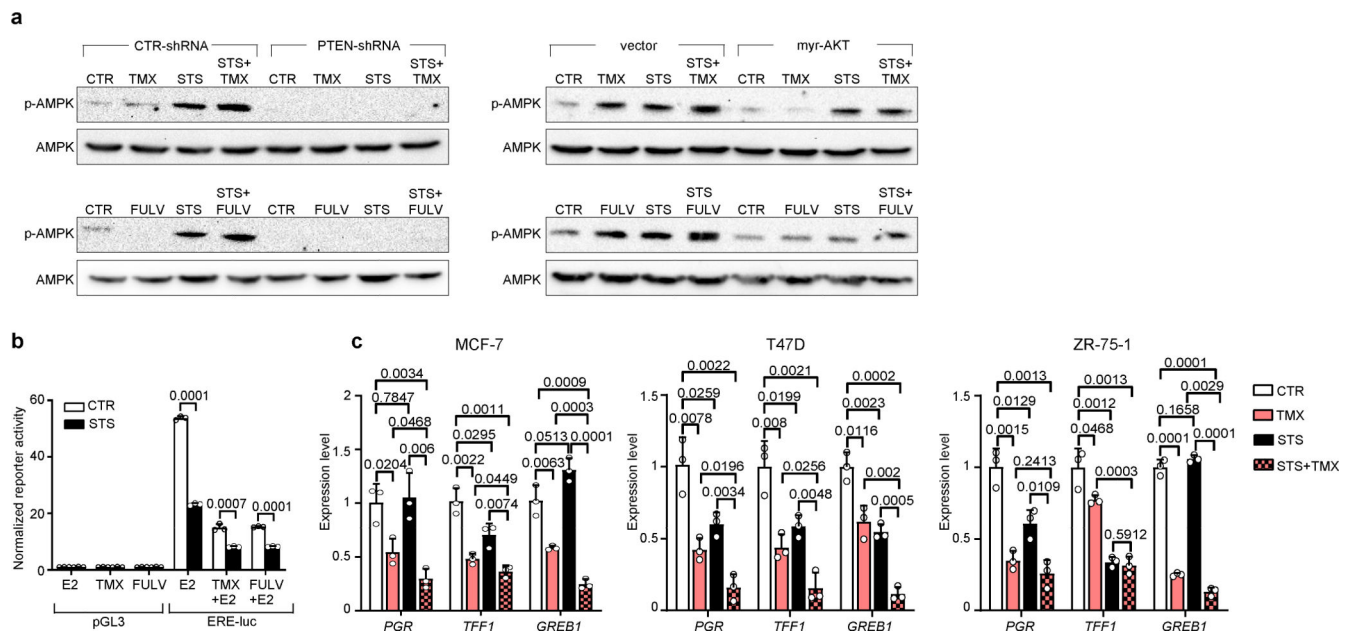 a
CTR-shRNA PTEN-shRNA
CTR TMX STS STS+ TMX CTR TMX STS STS+ TMX
p-AMPK
AMPK
CTR FULV STS STS+ FULV CTR FULV STS STS+ FULV
p-AMPK
AMPK
vector myr-AKT
CTR TMX STS STS+ TMX CTR TMX STS STS+ TMX
p-AMPK
AMPK
CTR FULV STS STS FULV CTR FULV STS STS+ FULV
p-AMPK
AMPK
b
Normalized reporter activity
60
40
20
0
CTR
STS
0.0001
0.0007
0.0001
E2 TMX FULV E2 TMX +E2 FULV +E2
pGL3 ERE-luc
c
MCF-7
Expression level
2
1.5
1
0.5
0
0.0034
0.7847
0.0468
0.0204
0.006
0.0011
0.0295
0.0022
0.0449
0.0074
0.0009
0.0003
0.0513
0.0001
0.0063
PGR TFF1 GREB1
T47D
Expression level
1.5
1
0.5
0
0.0022
0.0259
0.0078
0.0196
0.0034
0.0021
0.0199
0.008
0.0256
0.0048
0.0002
0.0023
0.0116
0.002
0.0005
PGR TFF1 GREB1
ZR-75-1
Expression level
1.5
1
0.5
0
0.0013
0.0129
0.0015
0.2413
0.0109
0.0013
0.0012
0.0468
0.0003
0.5912
0.0001
0.0029
0.1658
0.0001
0.0001
PGR TFF1 GREB1
CTR
TMX
STS
STS+TMX